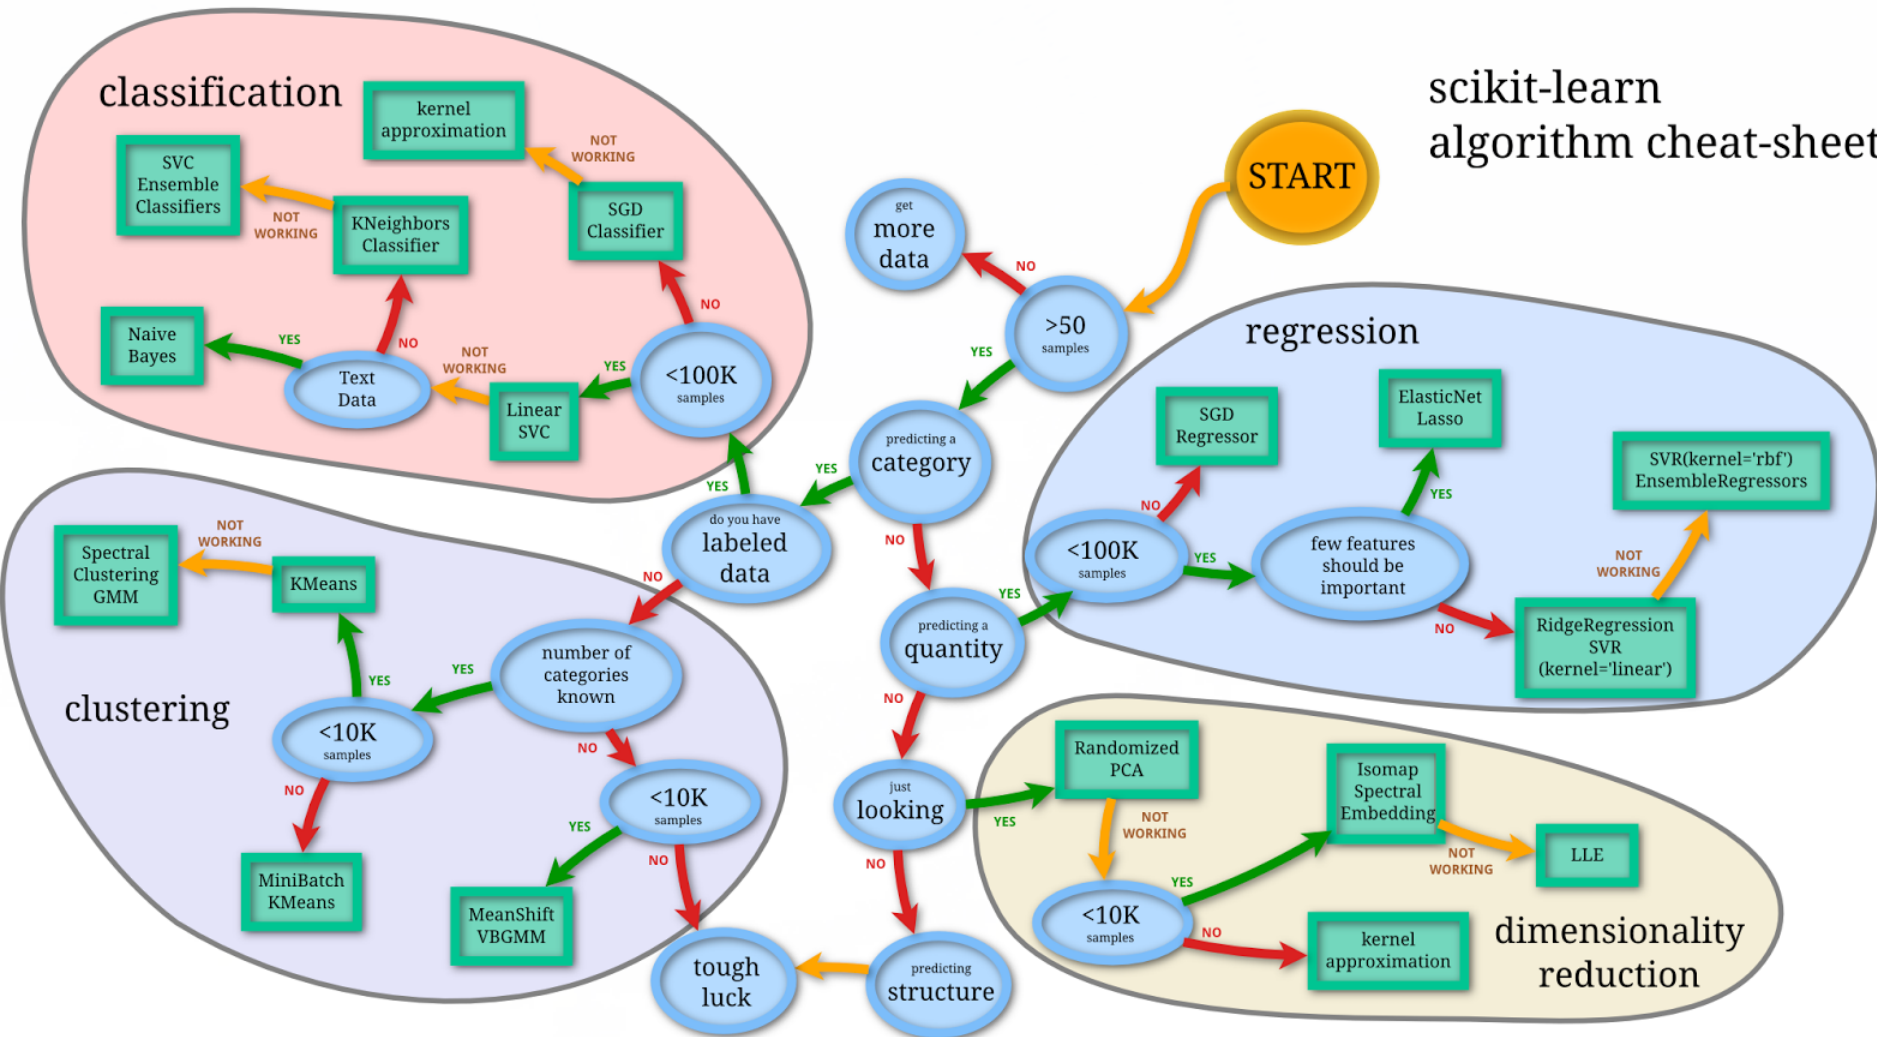 scikit-learn
algorithm cheat-sheet
START
classification
kernel
approximation
NOT
WORKING
SVC
Ensemble
Classifiers
NOT
WORKING
KNeighbors
Classifier
SGD
Classifier
NO
Naive
Bayes
YES
NO
Text
Data
NOT
WORKING
Linear
SVC
YES
<100K
samples
get
more
data
NO
>50
samples
YES
predicting a
category
YES
NO
do you have
labeled
data
YES
NO
predicting a
quantity
YES
NO
just
looking
YES
NO
predicting
structure
tough
luck
regression
SGD
Regressor
NO
<100K
samples
YES
ElasticNet
Lasso
YES
few features
should be
important
NO
SVR(kernel='rbf')
EnsembleRegressors
NOT
WORKING
RidgeRegression
SVR
(kernel='linear')
clustering
Spectral
Clustering
GMM
NOT
WORKING
KMeans
YES
<10K
samples
NO
MiniBatch
KMeans
number of
categories
known
YES
NO
<10K
samples
YES
NO
MeanShift
VBGMM
dimensionality
reduction
Randomized
PCA
NOT
WORKING
<10K
samples
YES
NO
Isomap
Spectral
Embedding
NOT
WORKING
LLE
kernel
approximation